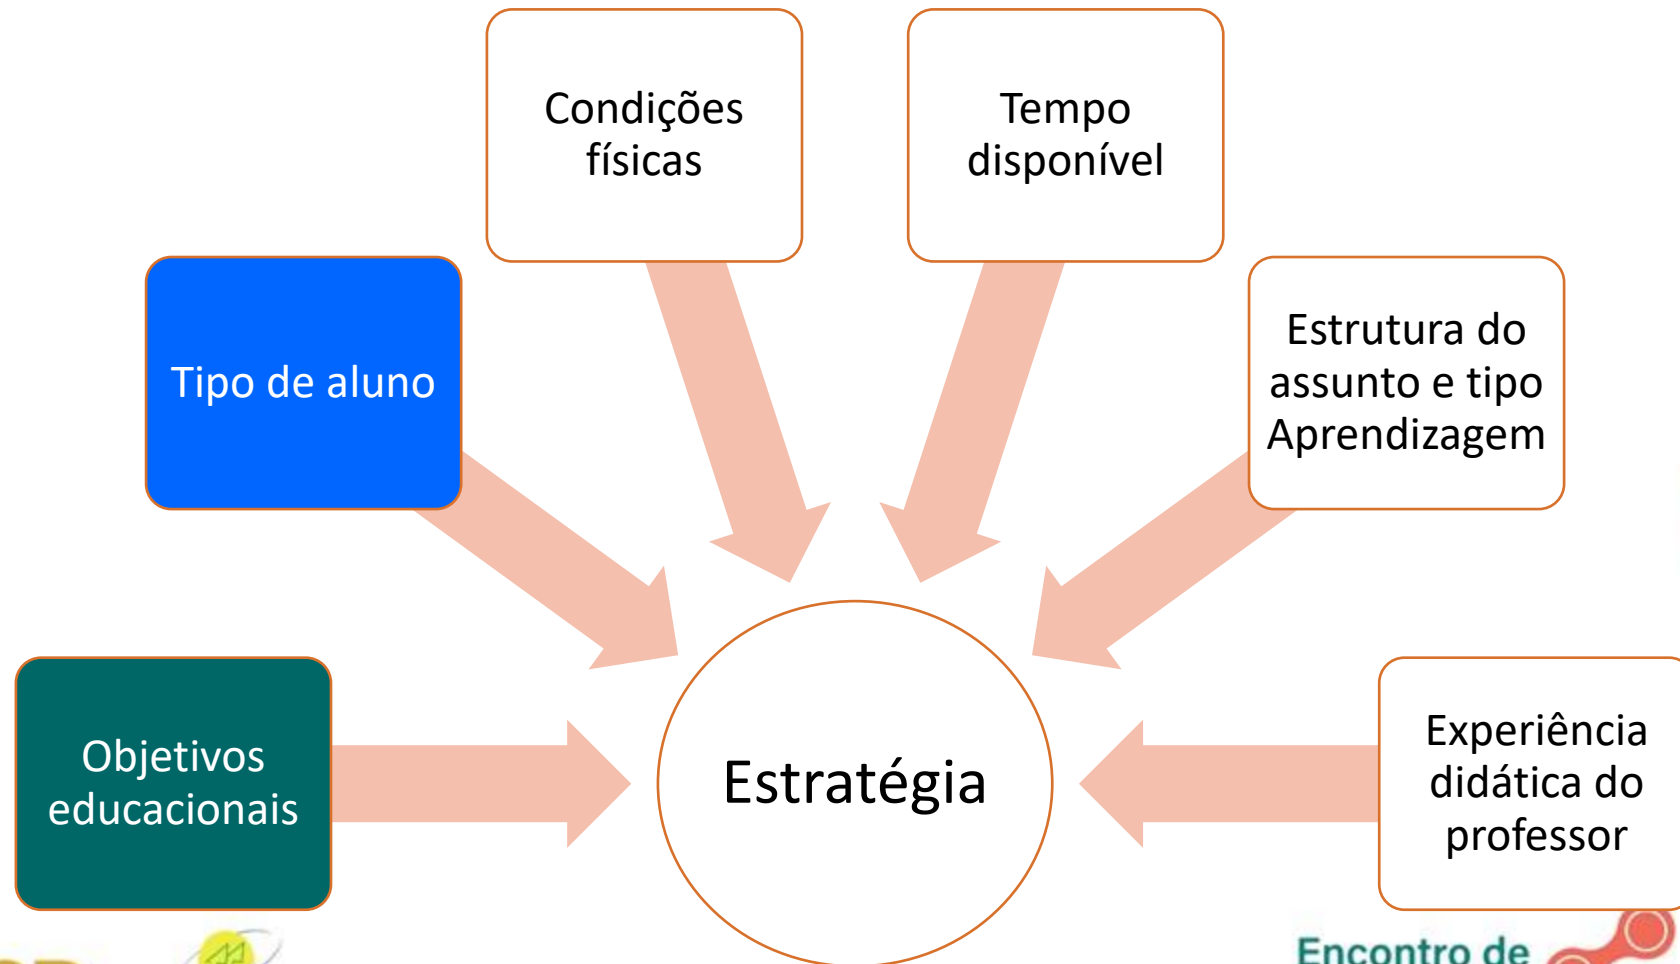 Condições
físicas
Tempo
disponível
Tipo de aluno
Estrutura do
assunto e tipo
Aprendizagem
Objetivos
educacionais
Estratégia
Experiência
didática do
professor
Encontro de